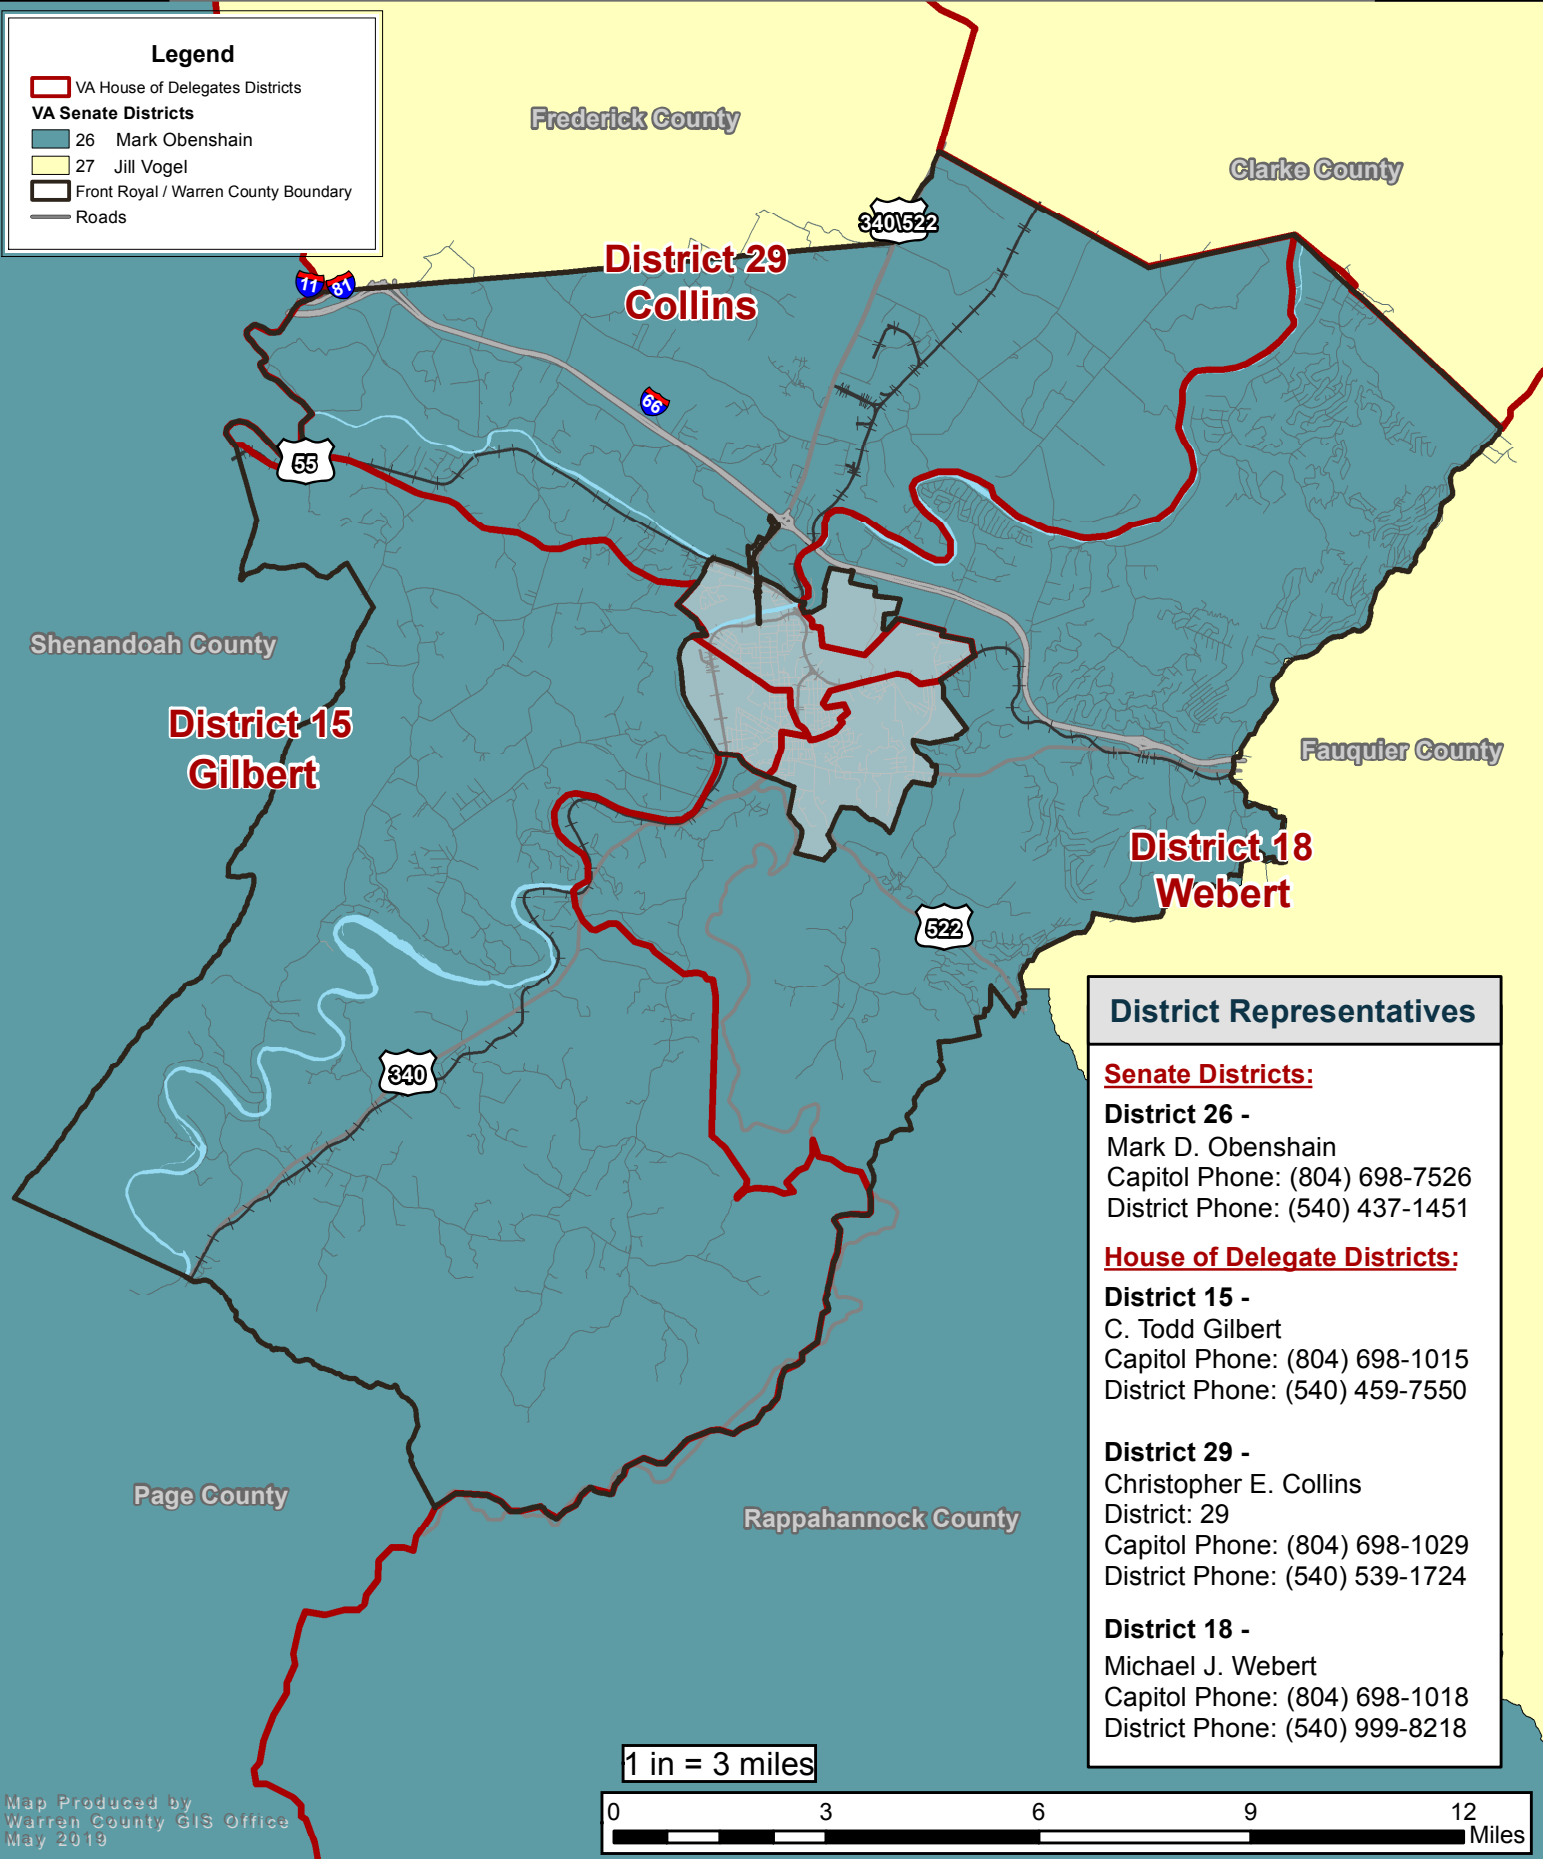 Legend
VA House of Delegates Districts
VA Senate Districts
26 Mark Obenshain
27 Jill Vogel
Front Royal / Warren County Boundary
Roads
Frederick County
Clarke County
340\522
District 29
Collins
11
81
66
55
Shenandoah County
District 15
Gilbert
Fauquier County
District 18
Webert
522
340
Page County
Rappahannock County
District Representatives
Senate Districts:
District 26 -
Mark D. Obenshain
Capitol Phone: (804) 698-7526
District Phone: (540) 437-1451
House of Delegate Districts:
District 15 -
C. Todd Gilbert
Capitol Phone: (804) 698-1015
District Phone: (540) 459-7550
District 29 -
Christopher E. Collins
District: 29
Capitol Phone: (804) 698-1029
District Phone: (540) 539-1724
District 18 -
Michael J. Webert
Capitol Phone: (804) 698-1018
District Phone: (540) 999-8218
1 in = 3 miles
0 3 6 9 12
Miles
Map Produced by
Warren County GIS Office
May 2019